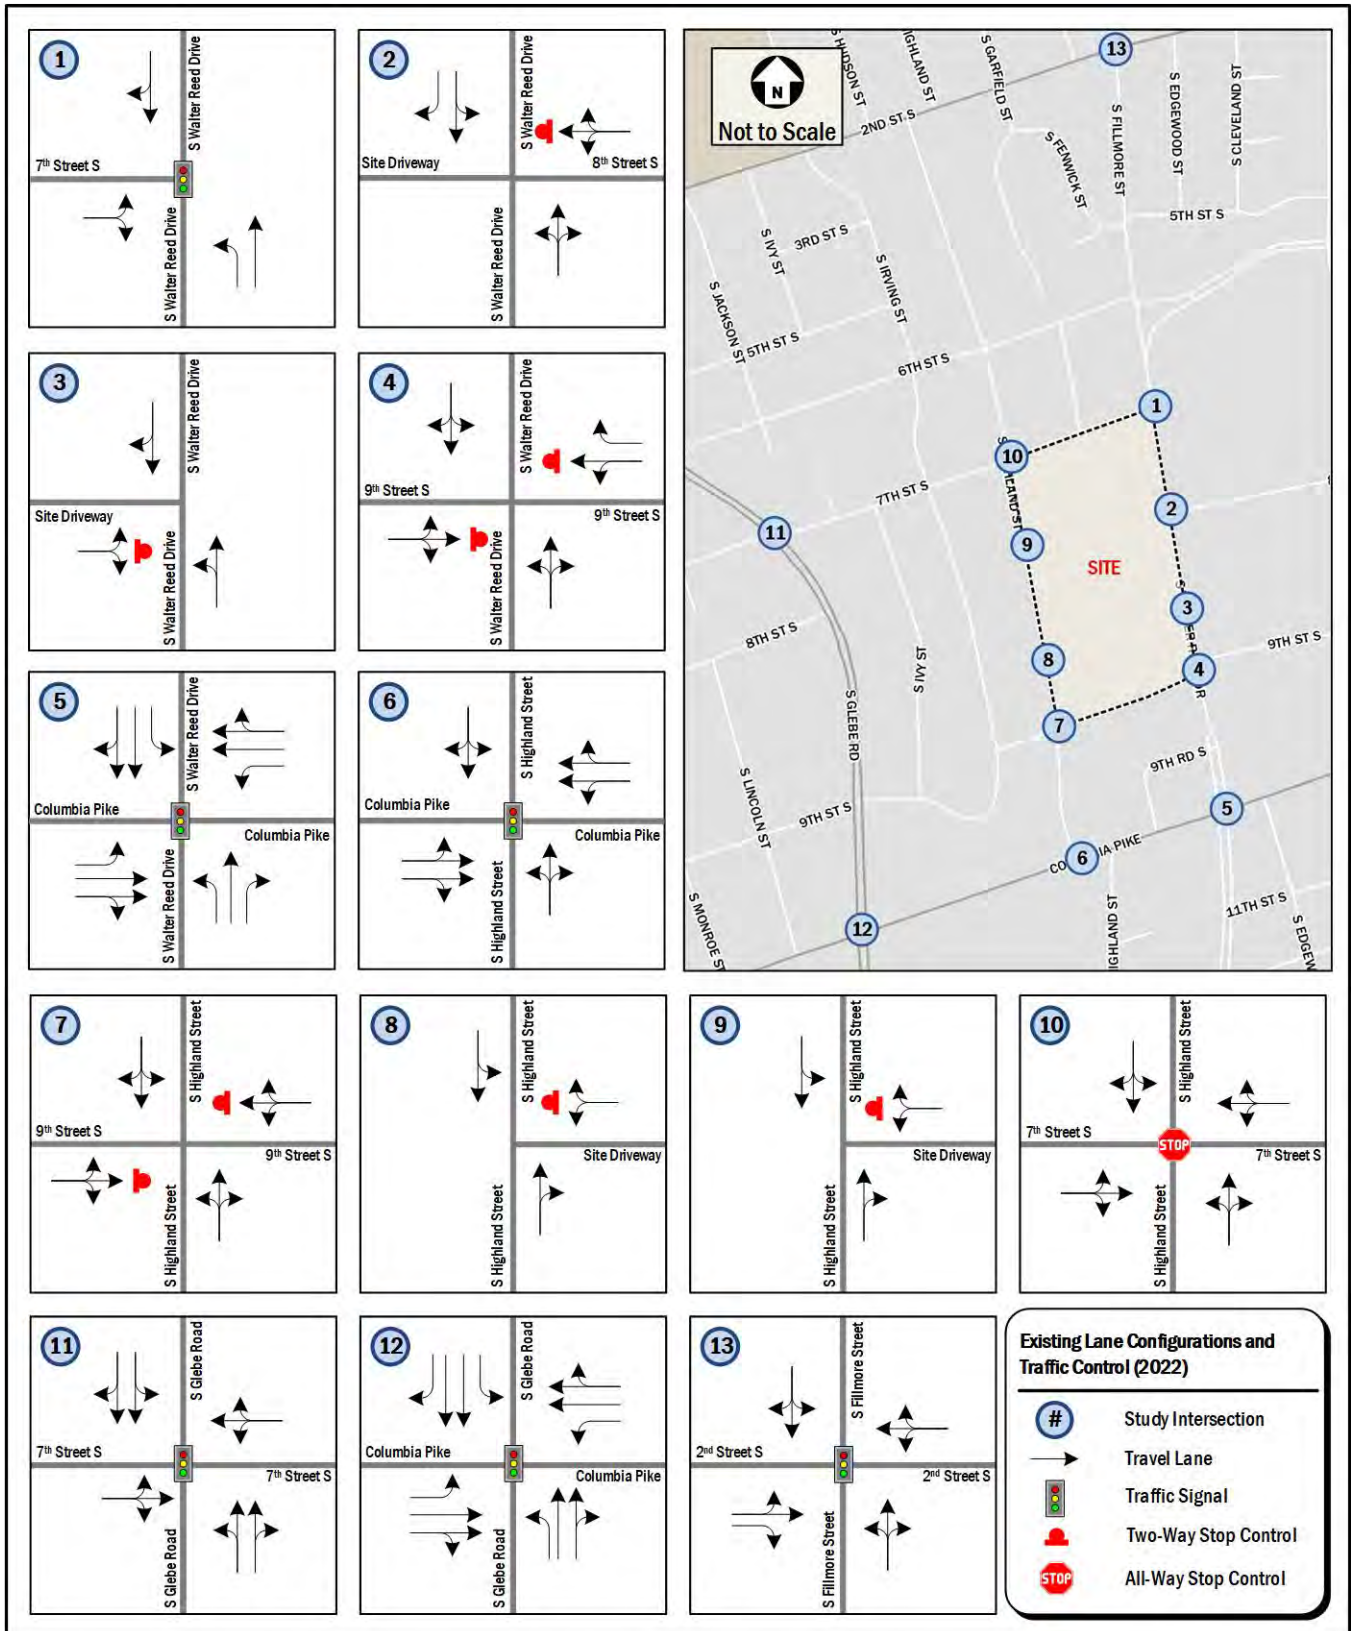 1
S Walter Reed Drive
7th Street S
S Walter Reed Drive
2
S Walter Reed Drive
Site Driveway
8th Street S
3
S Walter Reed Drive
Site Driveway
S Walter Reed Drive
4
S Walter Reed Drive
9th Street S
9th Street S
S Walter Reed Drive
5
S Walter Reed Drive
Columbia Pike
Columbia Pike
S Walter Reed Drive
6
S Highland Street
Columbia Pike
Columbia Pike
S Highland Street
N
Not to Scale
S HUDSON ST
IGHLAND ST
S GARFIELD ST
13
S EDGEWOOD ST
S CLEVELAND ST
2ND ST S
S FILLMORE ST
S FENWICK ST
5TH ST S
S IVY ST
3RD ST S
S IRVING ST
S JACKSON ST
5TH ST S
6TH ST S
1
10
7TH ST S
LAND ST
2
11
9
SITE
3
8TH ST S
S IVY ST
8
4
9TH ST S
S GLEBE RD
7
9TH RD S
S LINCOLN ST
9TH ST S
5
6
CO
IA PIKE
S MONROE ST
12
IGHLAND ST
11TH ST S
S EDGEW
7
S Highland Street
9th Street S
9th Street S
S Highland Street
8
S Highland Street
Site Driveway
S Highland Street
9
S Highland Street
Site Driveway
S Highland Street
10
S Highland Street
7th Street S
STOP
7th Street S
S Highland Street
11
S Glebe Road
7th Street S
7th Street S
S Glebe Road
12
S Glebe Road
Columbia Pike
Columbia Pike
S Glebe Road
13
S Fillmore Street
2nd Street S
2nd Street S
S Fillmore Street
Existing Lane Configurations and
Traffic Control (2022)
# Study Intersection
Travel Lane
Traffic Signal
Two-Way Stop Control
STOP All-Way Stop Control